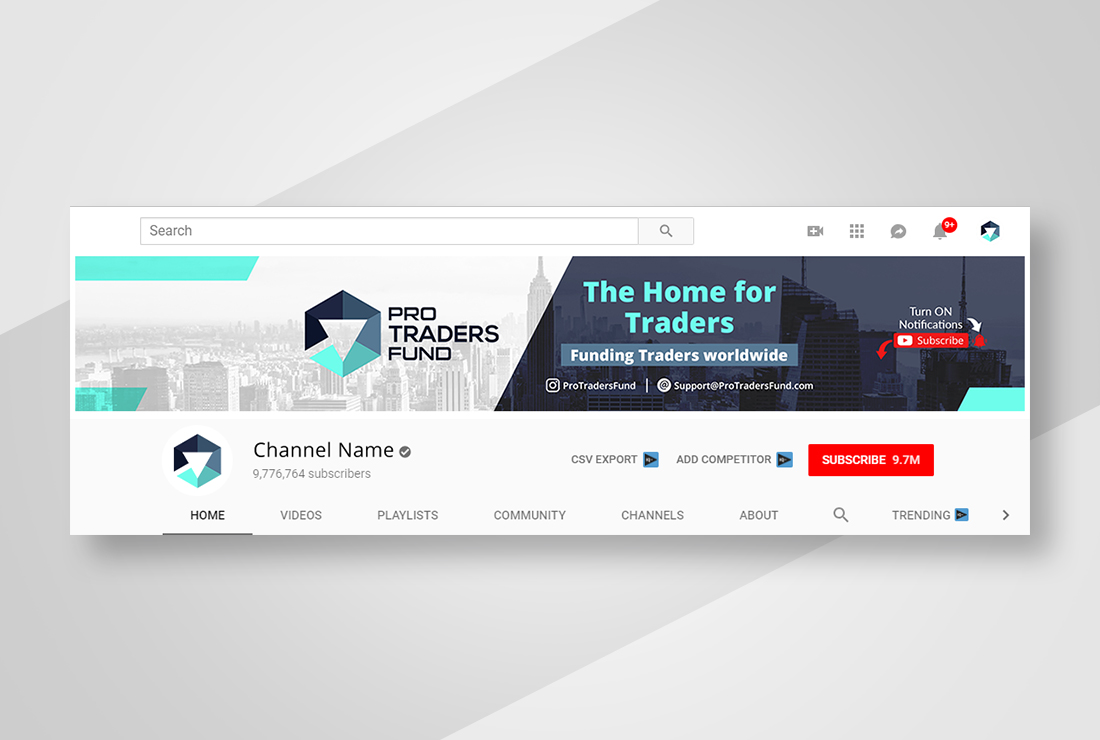 Search
9+
PRO
TRADERS
FUND
The Home for
Traders
Funding Traders worldwide
ProTradersFund | @ Support@ProTradersFund.com
Turn ON
Notifications
Subscribe
Channel Name
9,776,764 subscribers
CSV EXPORT
ADD COMPETITOR
SUBSCRIBE 9.7M
HOME VIDEOS PLAYLISTS COMMUNITY CHANNELS ABOUT TRENDING